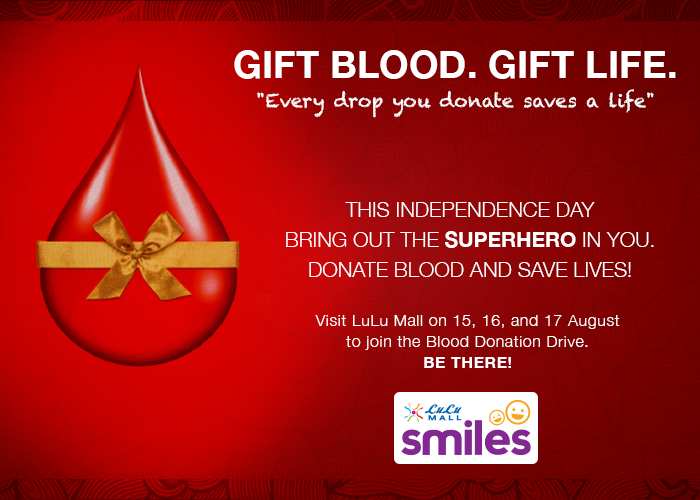 GIFT BLOOD. GIFT LIFE.
"Every drop you donate saves a life"
THIS INDEPENDENCE DAY
BRING OUT THE SUPERHERO IN YOU.
DONATE BLOOD AND SAVE LIVES!
Visit LuLu Mall on 15, 16, and 17 August
to join the Blood Donation Drive.
BE THERE!
LuLu
MALL
smiles